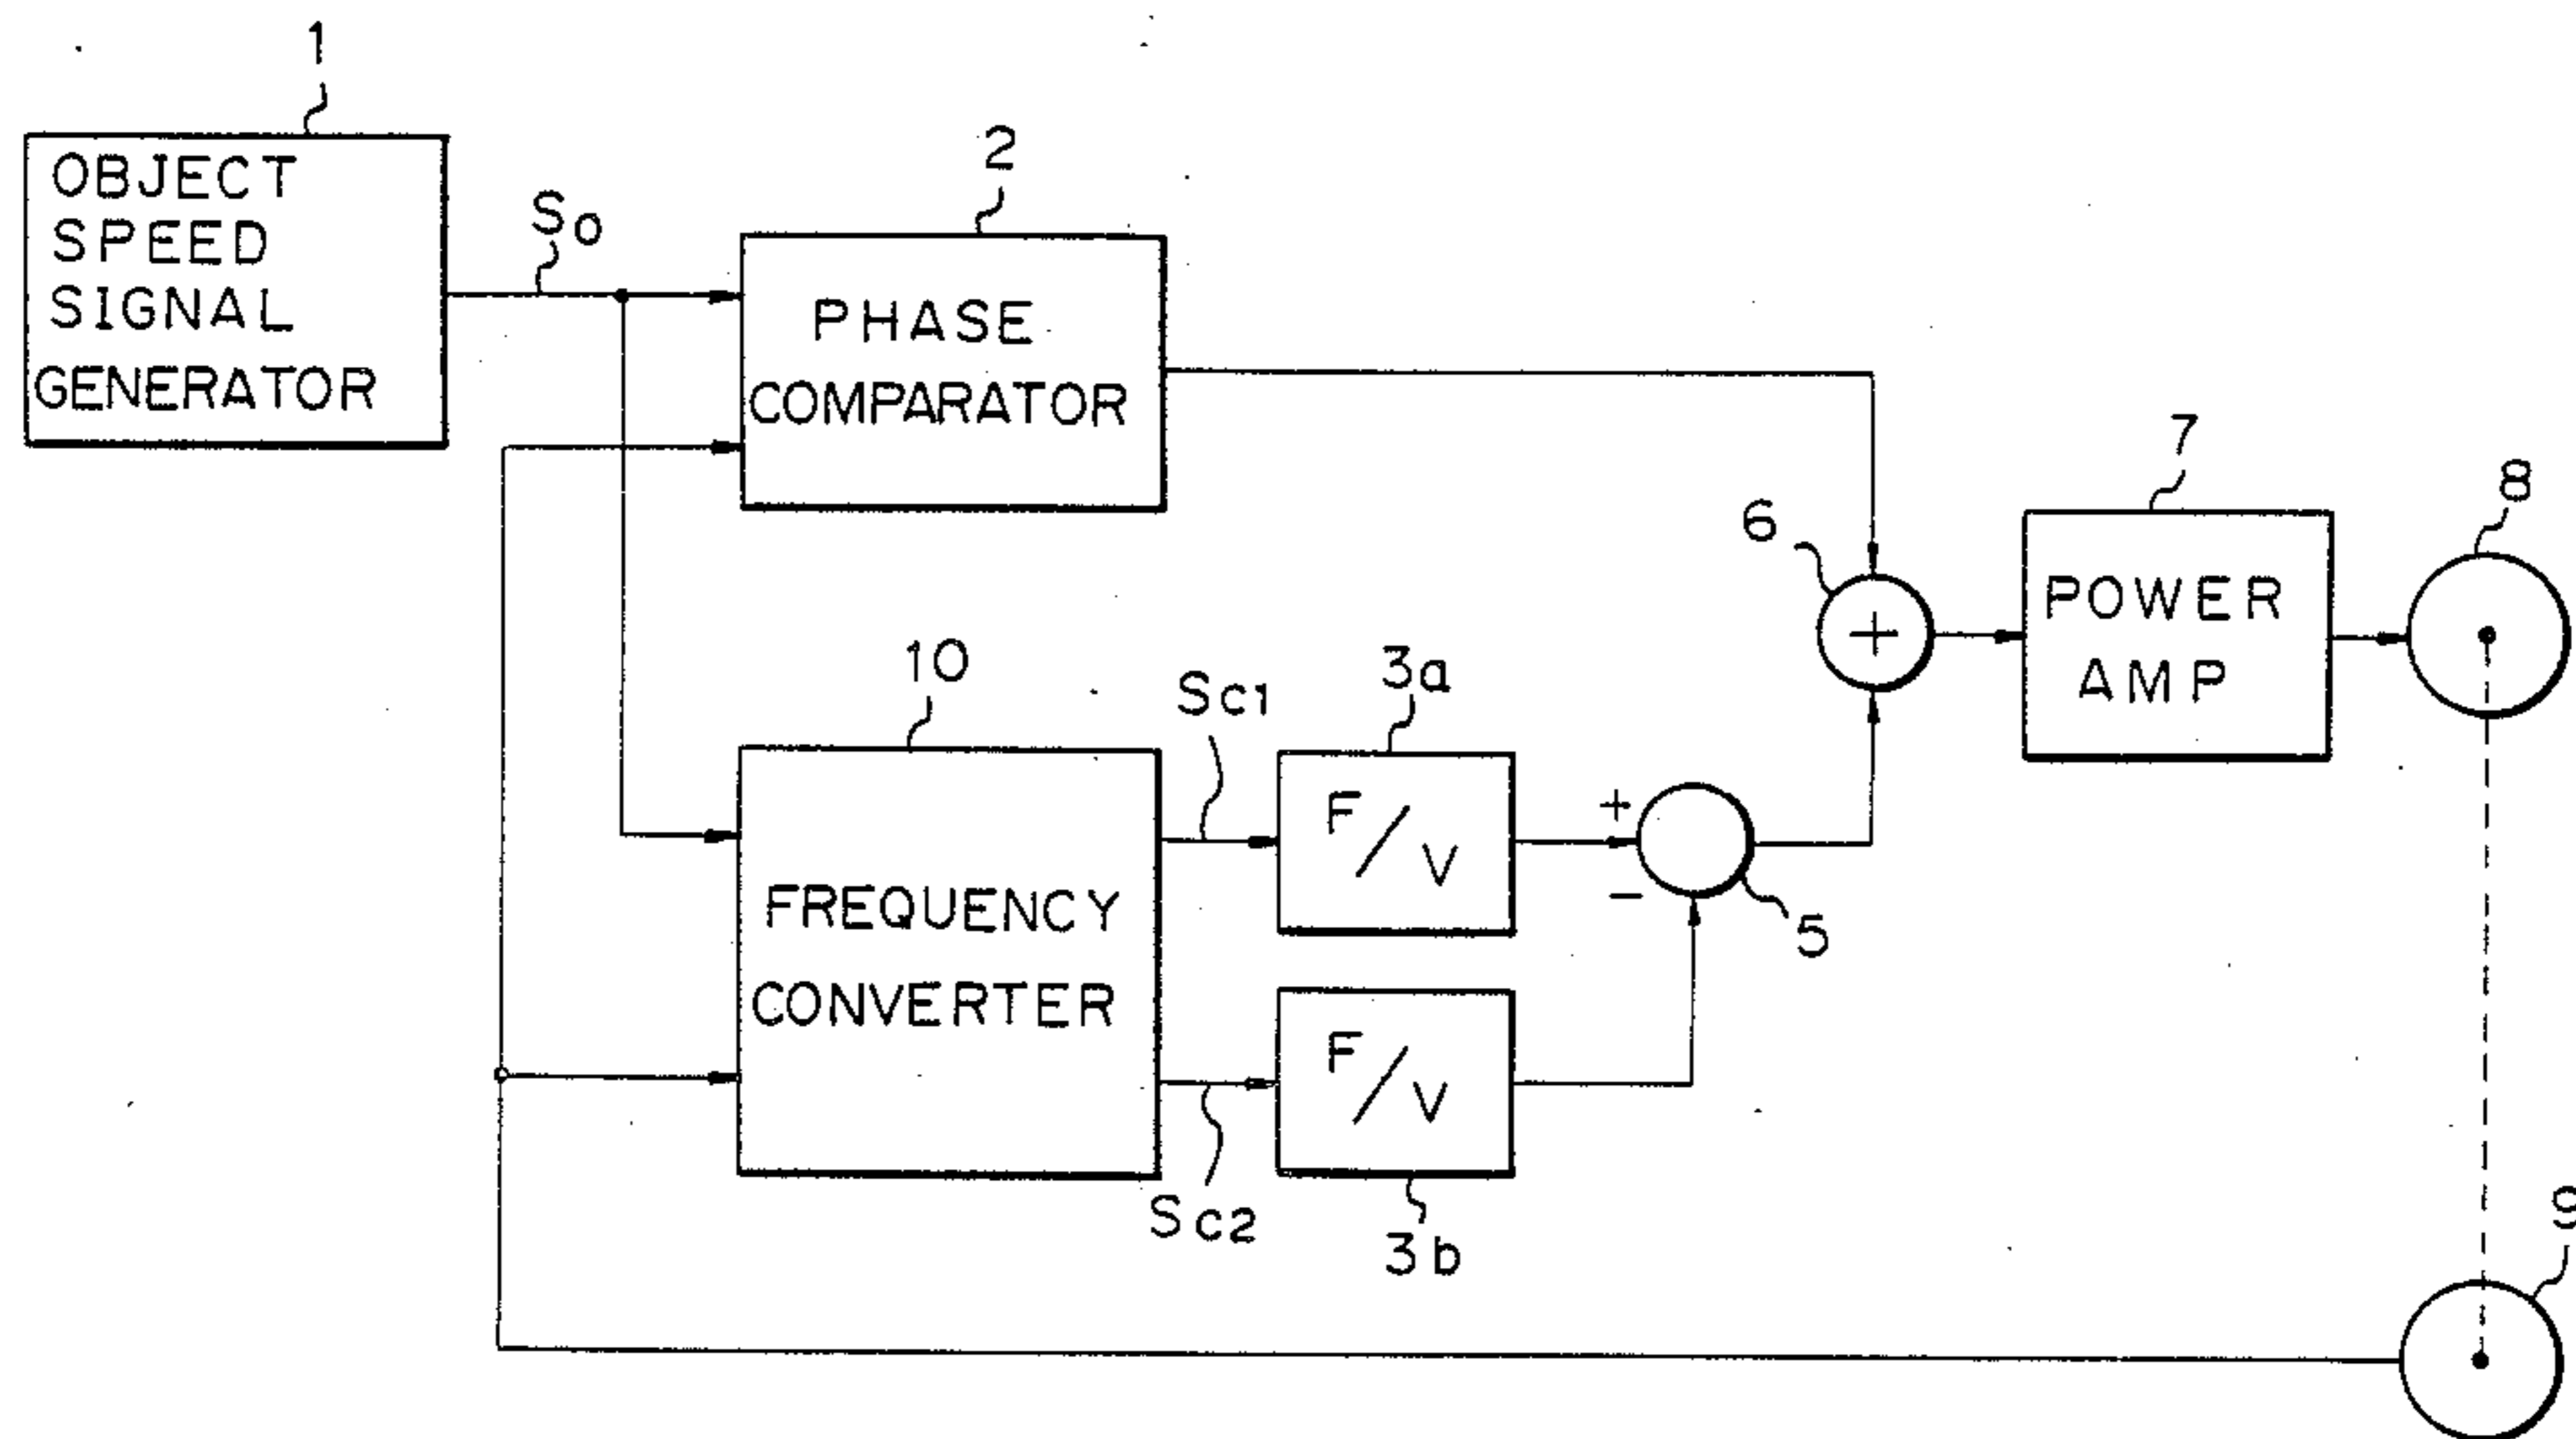 1
OBJECT
SPEED
SIGNAL
GENERATOR
So
2
PHASE
COMPARATOR
10
FREQUENCY
CONVERTER
Sc1
Sc2
3a
F/V
F/V
3b
+
-
5
6
+
7
POWER
AMP
8
9